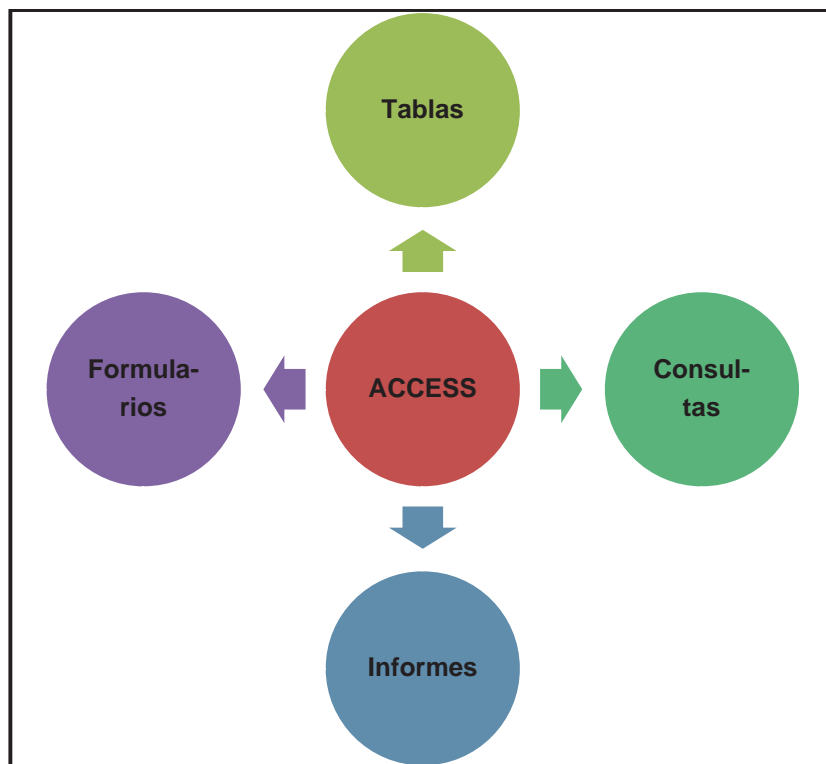 Tablas
Formula-
rios
ACCESS
Consul-
tas
Informes